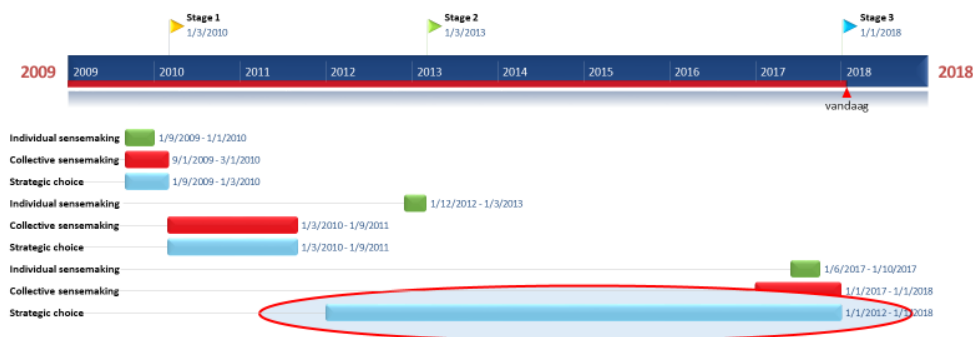 Stage 1
1/3/2010
Stage 2
1/3/2013
Stage 3
1/1/2018
2009
2009 2010 2011 2012 2013 2014 2015 2016 2017 2018
2018
vandaag
Individual sensemaking 1/9/2009 - 1/1/2010
Collective sensemaking 9/1/2009 - 3/1/2010
Strategic choice 1/9/2009 - 1/3/2010
Individual sensemaking 1/12/2012 - 1/3/2013
Collective sensemaking 1/3/2010 - 1/9/2011
Strategic choice 1/3/2010 - 1/9/2011
Individual sensemaking 1/6/2017 - 1/10/2017
Collective sensemaking 1/1/2017 - 1/1/2018
Strategic choice 1/1/2012 - 1/1/2018